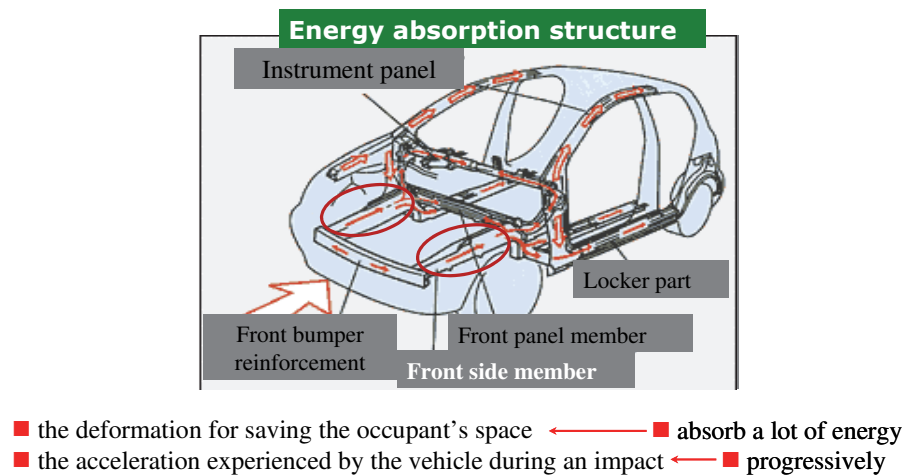 Energy absorption structure
Instrument panel
Locker part
Front bumper
reinforcement
Front panel member
Front side member
■ the deformation for saving the occupant's space ← ■ absorb a lot of energy
■ the acceleration experienced by the vehicle during an impact ← ■ progressively